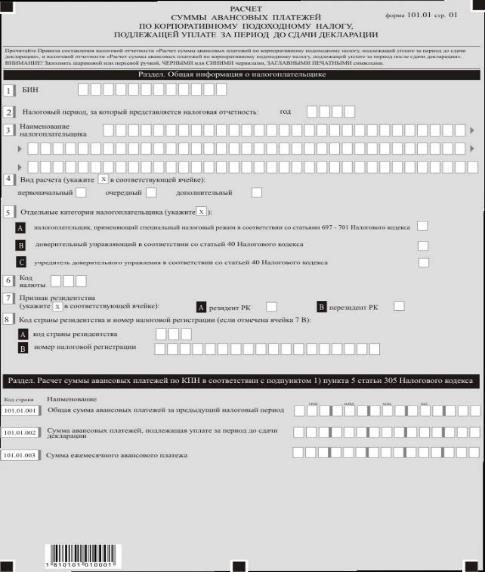 РАСЧЕТ
СУММЫ АВАНСОВЫХ ПЛАТЕЖЕЙ
ПО КОРПОРАТИВНОМУ ПОДОХОДНОМУ НАЛОГУ,
ПОДЛЕЖАЩЕЙ УПЛАТЕ ЗА ПЕРИОД ДО СДАЧИ ДЕКЛАРАЦИИ
форма 101.01 стр. 01
Прочитайте Правила составления налоговой отчетности «Расчет суммы авансовых платежей по корпоративному подоходному налогу, подлежащей уплате за период до сдачи
декларации», и налоговой отчетности «Расчет суммы авансовых платежей по корпоративному подоходному налогу, подлежащей уплате за период после сдачи декларации».
ВНИМАНИЕ! Заполнять шариковой или перьевой ручкой, ЧЕРНЫМИ или СИНИМИ чернилами, ЗАГЛАВНЫМИ ПЕЧАТНЫМИ символами.
Раздел. Общая информация о налогоплательщике
1 БИН
2 Налоговый период, за который представляется налоговая отчетность: год
3 Наименование
налогоплательщика
4 Вид расчета (укажите x в соответствующей ячейке):
первоначальный очередной дополнительный
5 Отдельные категории налогоплательщика (укажите x ):
A налогоплательщик, применяющий специальный налоговый режим в соответствии со статьями 697 - 701 Налогового кодекса
B доверительный управляющий в соответствии со статьей 40 Налогового кодекса
C учредитель доверительного управления в соответствии со статьей 40 Налогового кодекса
6 Код
валюты
7 Признак резидентства
(укажите x в соответствующей ячейке): A резидент РК B нерезидент РК
8 Код страны резидентства и номер налоговой регистрации (если отмечена ячейка 7 B):
A код страны резидентства
B номер налоговой регистрации
Раздел. Расчет суммы авансовых платежей по КПН в соответствии с подпунктом 1) пункта 5 статьи 305 Налогового кодекса
Код строки Наименование
101.01.001 Общая сумма авансовых платежей за предыдущий налоговый период
101.01.002 Сумма авансовых платежей, подлежащая уплате за период до сдачи
декларации
101.01.003 Сумма ежемесячного авансового платежа
1810101010001